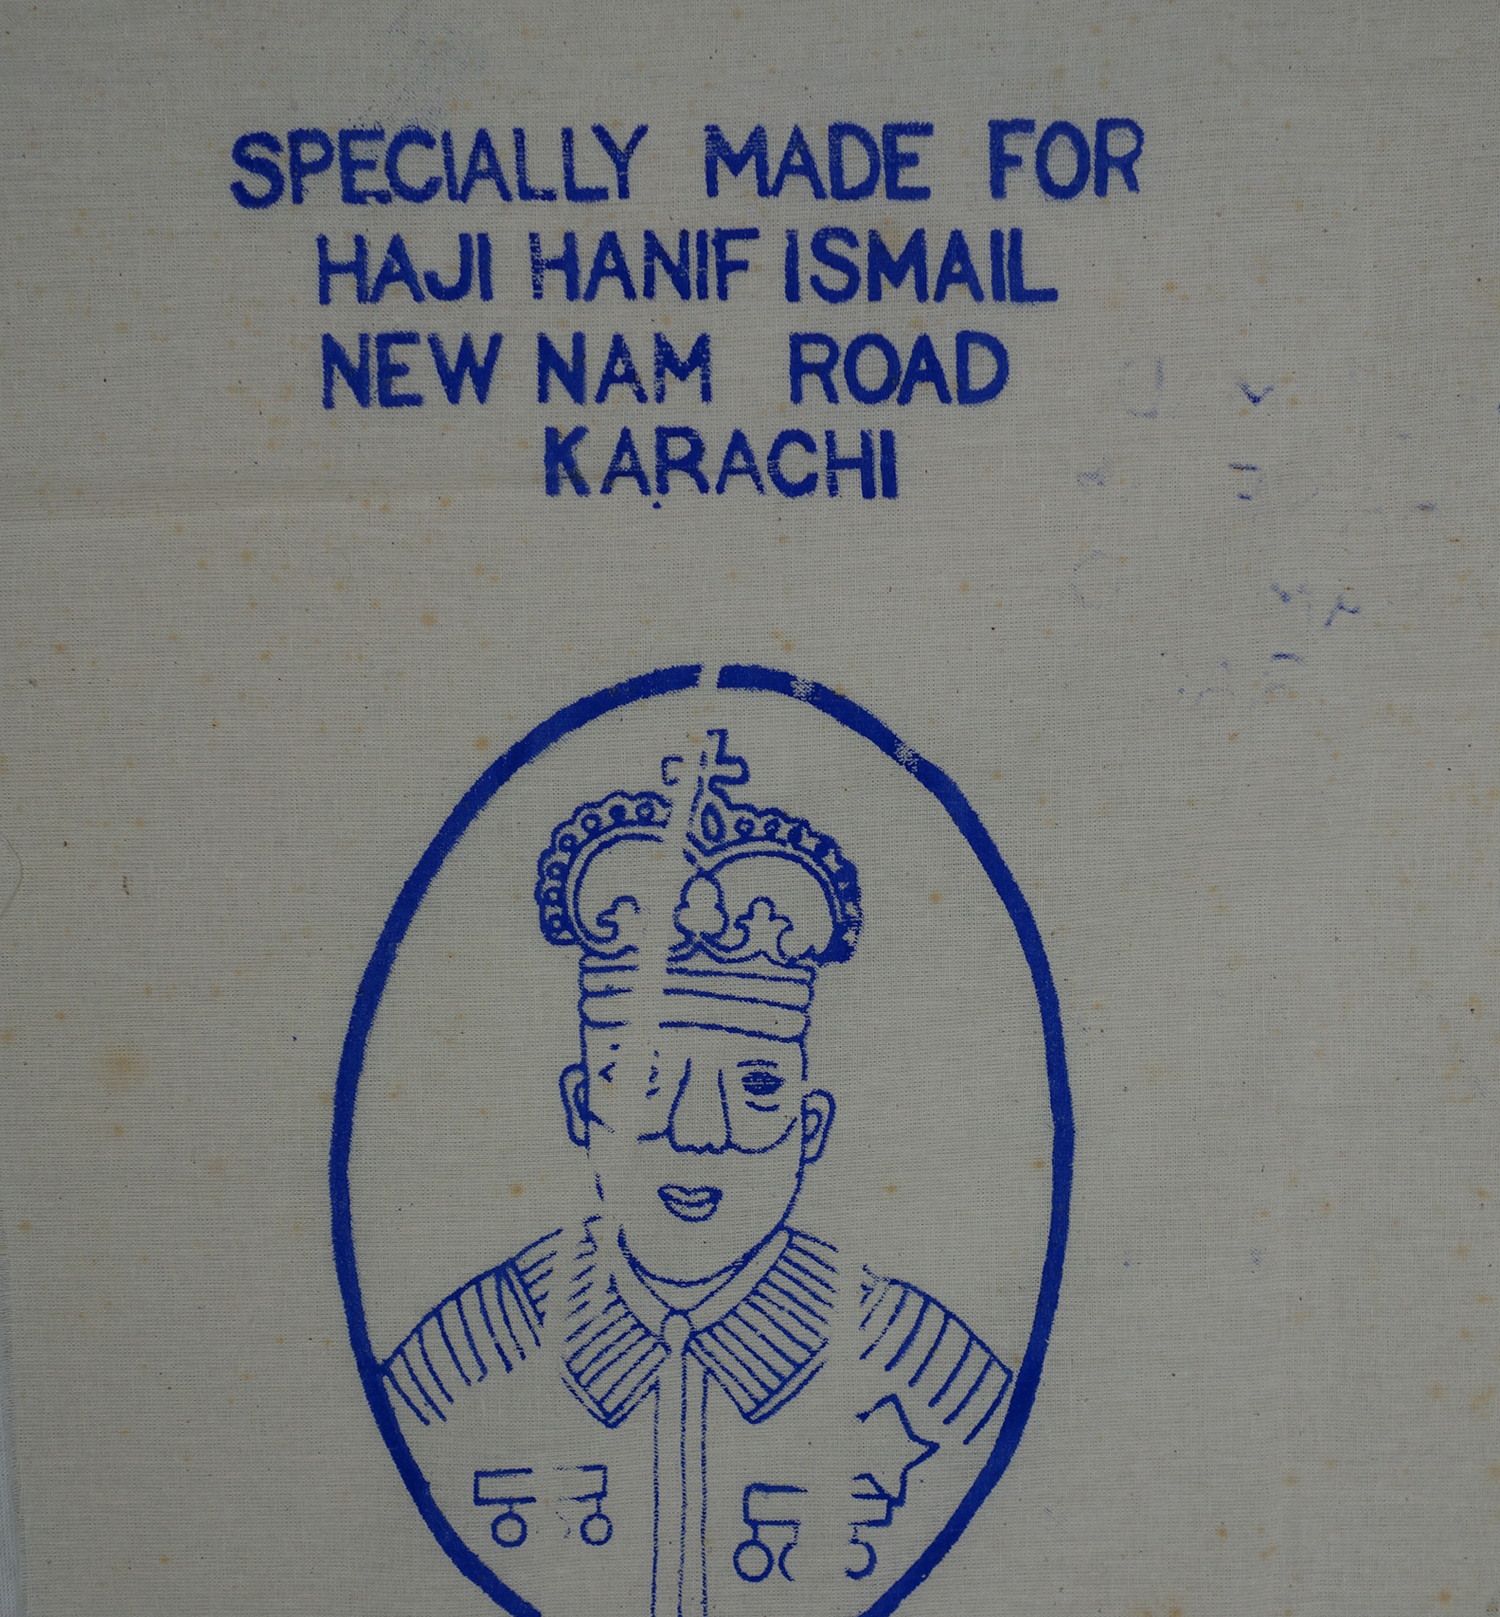 SPECIALLY MADE FOR
HAJI HANIF ISMAIL
NEW NAM ROAD
KARACHI